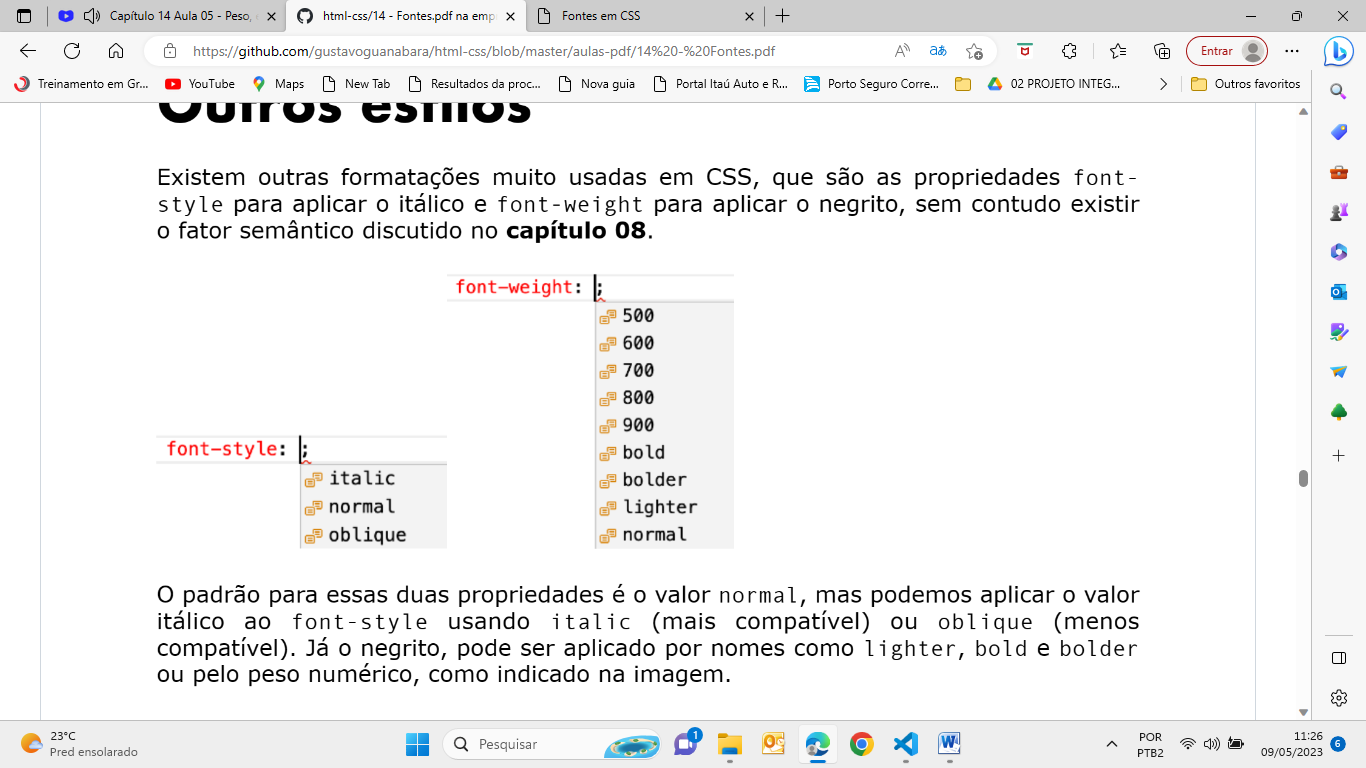 Capítulo 14 Aula 05 - Peso,
html-css/14 - Fontes.pdf na emp
Fontes em CSS
https://github.com/gustavoguanabara/html-css/blob/master/aulas-pdf/14%20-%20Fontes.pdf
Entrar
Treinamento em Gr...
YouTube
Maps
New Tab
Resultados da proc...
Nova guia
Portal Itaú Auto e R...
Porto Seguro Corre...
02 PROJETO INTEG...
Outros favoritos
Outros estilos
Existem outras formatações muito usadas em CSS, que são as propriedades font-
style para aplicar o itálico e font-weight para aplicar o negrito, sem contudo existir
o fator semântico discutido no capítulo 08.
font-weight: ;
500
600
700
800
900
bold
bolder
lighter
normal
font-style: ;
italic
normal
oblique
O padrão para essas duas propriedades é o valor normal, mas podemos aplicar o valor
itálico ao font-style usando italic (mais compatível) ou oblique (menos
compatível). Já o negrito, pode ser aplicado por nomes como lighter, bold e bolder
ou pelo peso numérico, como indicado na imagem.
23°C
Pred ensolarado
Pesquisar
1
POR
PTB2
11:26
09/05/2023
6